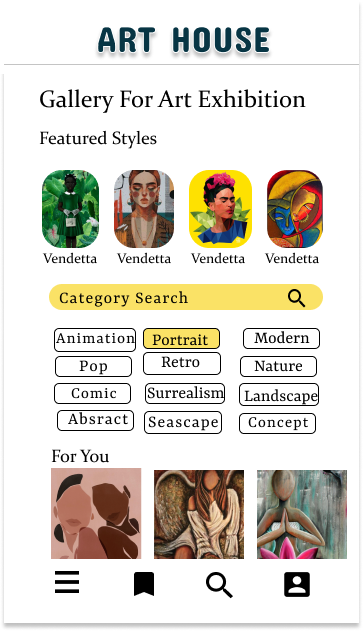 ART HOUSE
Gallery For Art Exhibition
Featured Styles
Vendetta Vendetta Vendetta Vendetta
Category Search
Animation Portrait Modern
Pop Retro Nature
Comic Surrealism Landscape
Absract Seascape Concept
For You